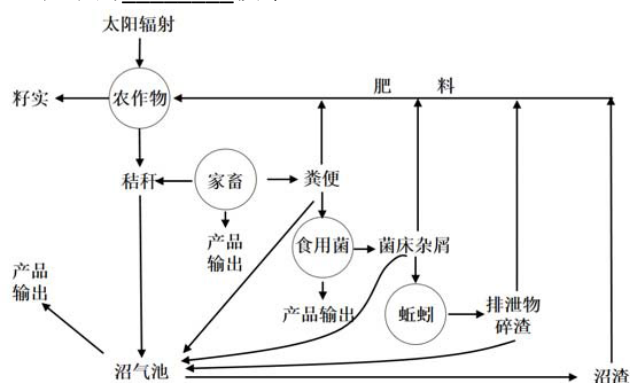 太阳辐射
肥 料
籽实
农作物
秸秆
家畜
粪便
产品
输出
食用菌
菌床杂屑
产品
输出
产品输出
蚯蚓
排泄物
碎渣
沼气池
沼渣